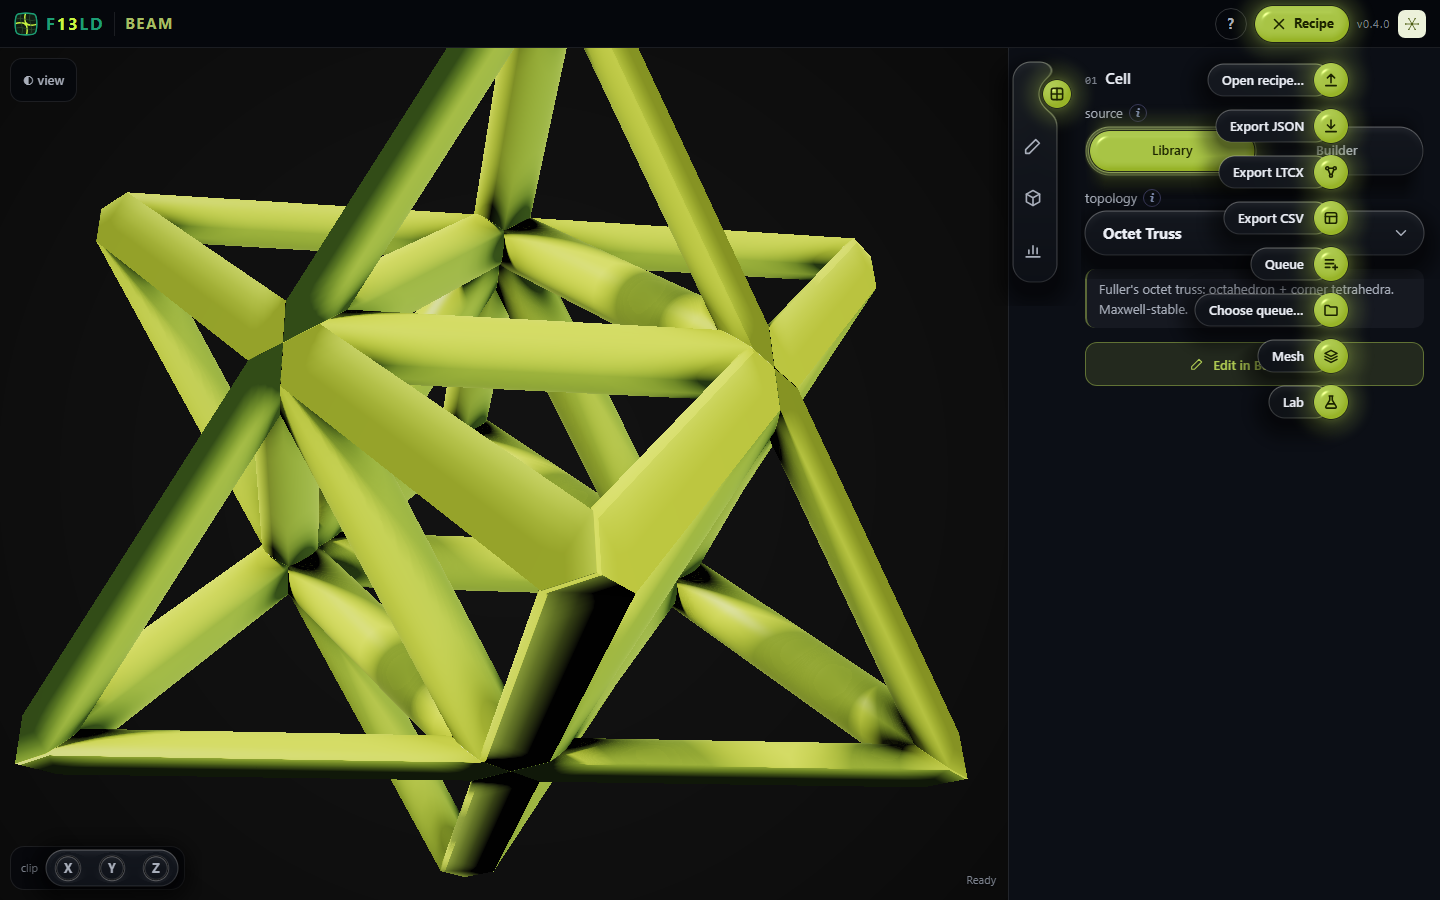 F13LD BEAM
? Recipe v0.4.0
view
01 Cell
Open recipe...
source i
Export JSON
Library
Builder
Export LTCX
topology i
Export CSV
Octet Truss
Queue
Fuller's octet truss: octahedron + corner tetrahedra.
Maxwell-stable.
Choose queue...
Mesh
Edit in B
Lab
clip X Y Z
Ready